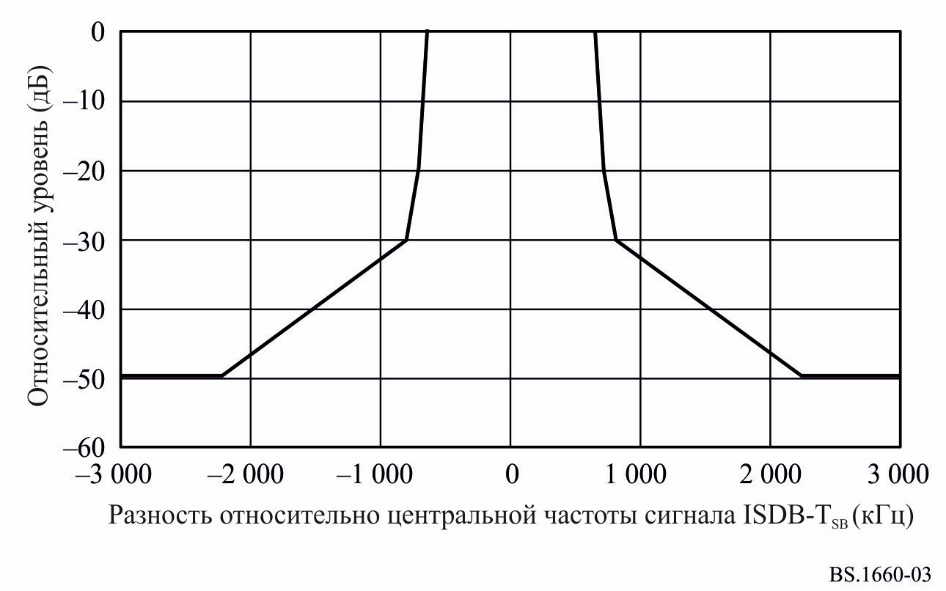 Относительный уровень (дБ)
0
–10
–20
–30
–40
–50
–60
–3 000 –2 000 –1 000 0 1 000 2 000 3 000
Разность относительно центральной частоты сигнала ISDB-TSB (кГц)
BS.1660-03